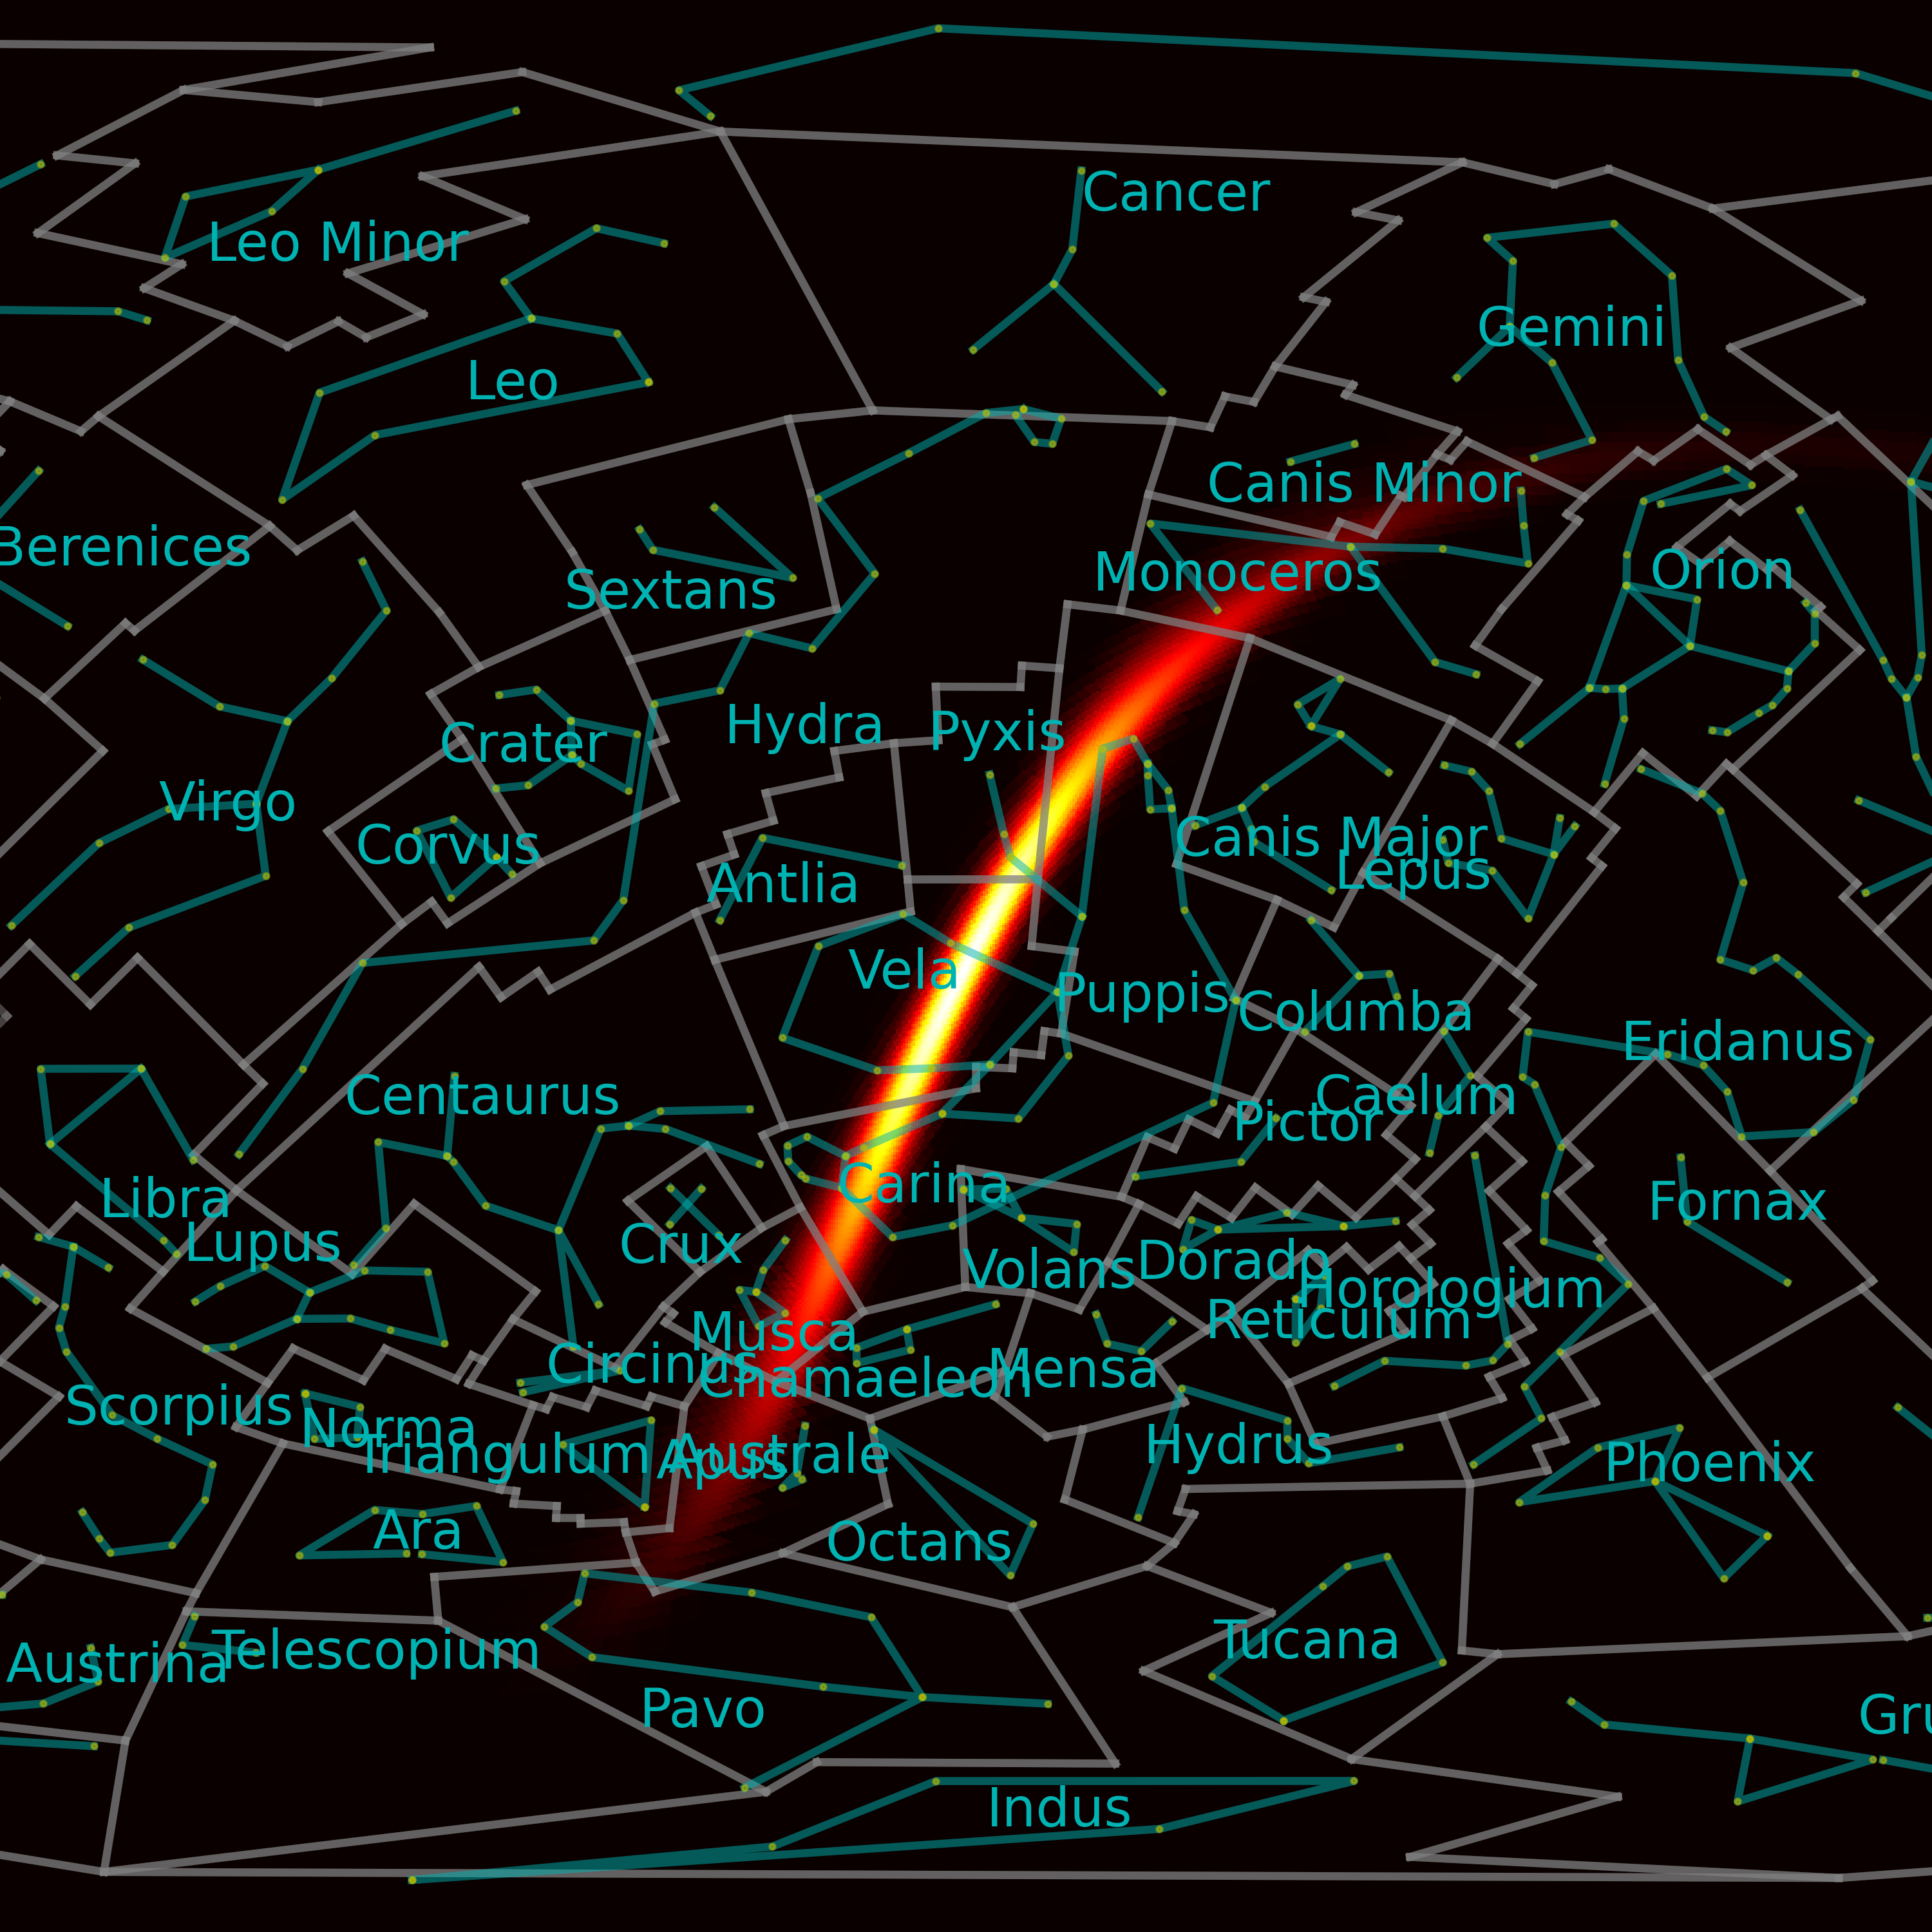 Cancer
Leo Minor
Gemini
Leo
Canis Minor
Berenices
Monoceros
Orion
Sextans
Hydra
Pyxis
Crater
Virgo
Corvus
Canis Major
Lepus
Antlia
Vela
Puppis
Columba
Eridanus
Centaurus
Caelum
Pictor
Carina
Libra
Fornax
Lupus
Crux
Volans
Dorado
Horologium
Reticulum
Musca
Circinus
Chamaeleon
Mensa
Scorpius
Norma
Triangulum Australe
Apus
Hydrus
Phoenix
Ara
Octans
Tucana
Austrina
Telescopium
Pavo
Gru
Indus